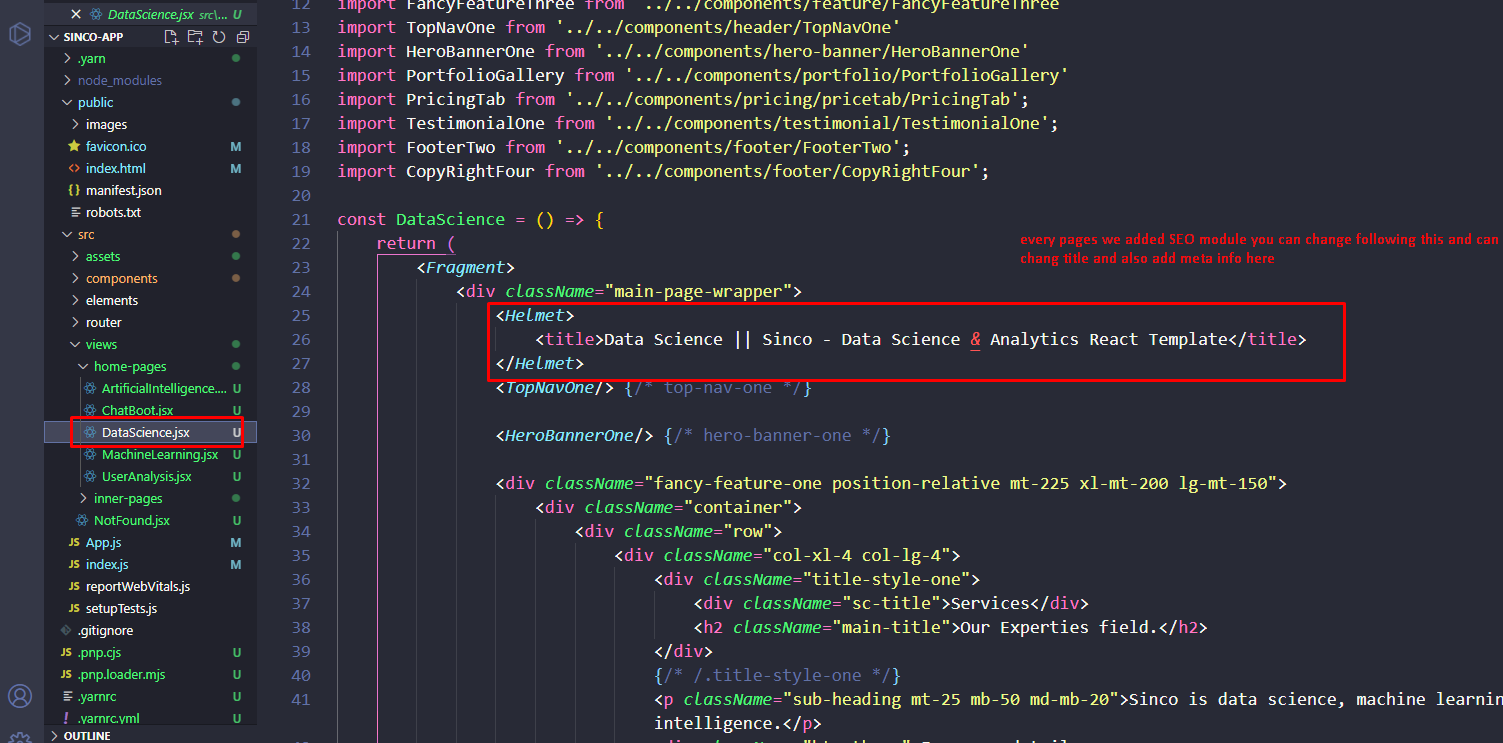 DataScience.jsx src\... U
SINCO-APP
.yarn
node_modules
public
images
favicon.ico M
index.html M
manifest.json
robots.txt
src
assets
components
elements
router
views
home-pages
ArtificialIntelligence.... U
ChatBoot.jsx U
DataScience.jsx U
MachineLearning.jsx U
UserAnalysis.jsx U
inner-pages
NotFound.jsx U
JS App.js M
JS index.js M
JS reportWebVitals.js
JS setupTests.js
.gitignore
JS .pnp.cjs U
JS .pnp.loader.mjs U
.yarnrc U
! .yarnrc.yml U
OUTLINE
12 import FancyFeatureThree from '../../components/feature/FancyFeatureThree'
13 import TopNavOne from '../../components/header/TopNavOne'
14 import HeroBannerOne from '../../components/hero-banner/HeroBannerOne'
15 import PortfolioGallery from '../../components/portfolio/PortfolioGallery'
16 import PricingTab from '../../components/pricing/pricetab/PricingTab';
17 import TestimonialOne from '../../components/testimonial/TestimonialOne';
18 import FooterTwo from '../../components/footer/FooterTwo';
19 import CopyRightFour from '../../components/footer/CopyRightFour';
20
21 const DataScience = () => {
22 return (
23 <Fragment>
24 <div className="main-page-wrapper">
25 <Helmet>
26 <title>Data Science || Sinco - Data Science & Analytics React Template</title>
27 </Helmet>
28 <TopNavOne/> {/* top-nav-one */}
29
30 <HeroBannerOne/> {/* hero-banner-one */}
31
32 <div className="fancy-feature-one position-relative mt-225 xl-mt-200 lg-mt-150">
33 <div className="container">
34 <div className="row">
35 <div className="col-xl-4 col-lg-4">
36 <div className="title-style-one">
37 <div className="sc-title">Services</div>
38 <h2 className="main-title">Our Experties field.</h2>
39 </div>
40 {/* /.title-style-one */}
41 <p className="sub-heading mt-25 mb-50 md-mb-20">Sinco is data science, machine learnin
intelligence.</p>
every pages we added SEO module you can change following this and can
chang title and also add meta info here